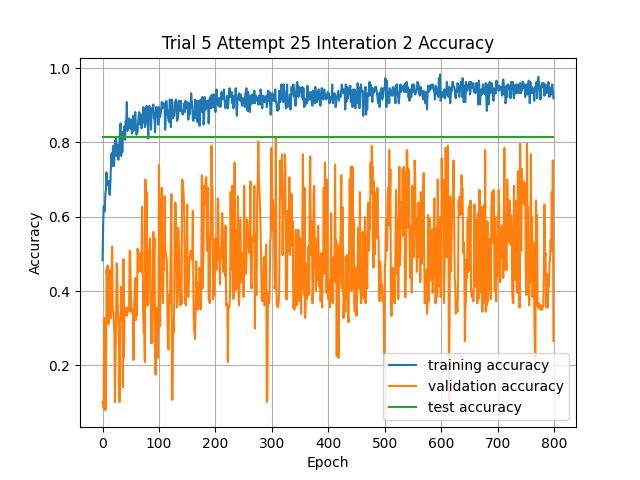 Trial 5 Attempt 25 Interation 2 Accuracy
1.0
0.8
0.6
0.4
0.2
Accuracy
training accuracy
validation accuracy
test accuracy
0 100 200 300 400 500 600 700 800
Epoch